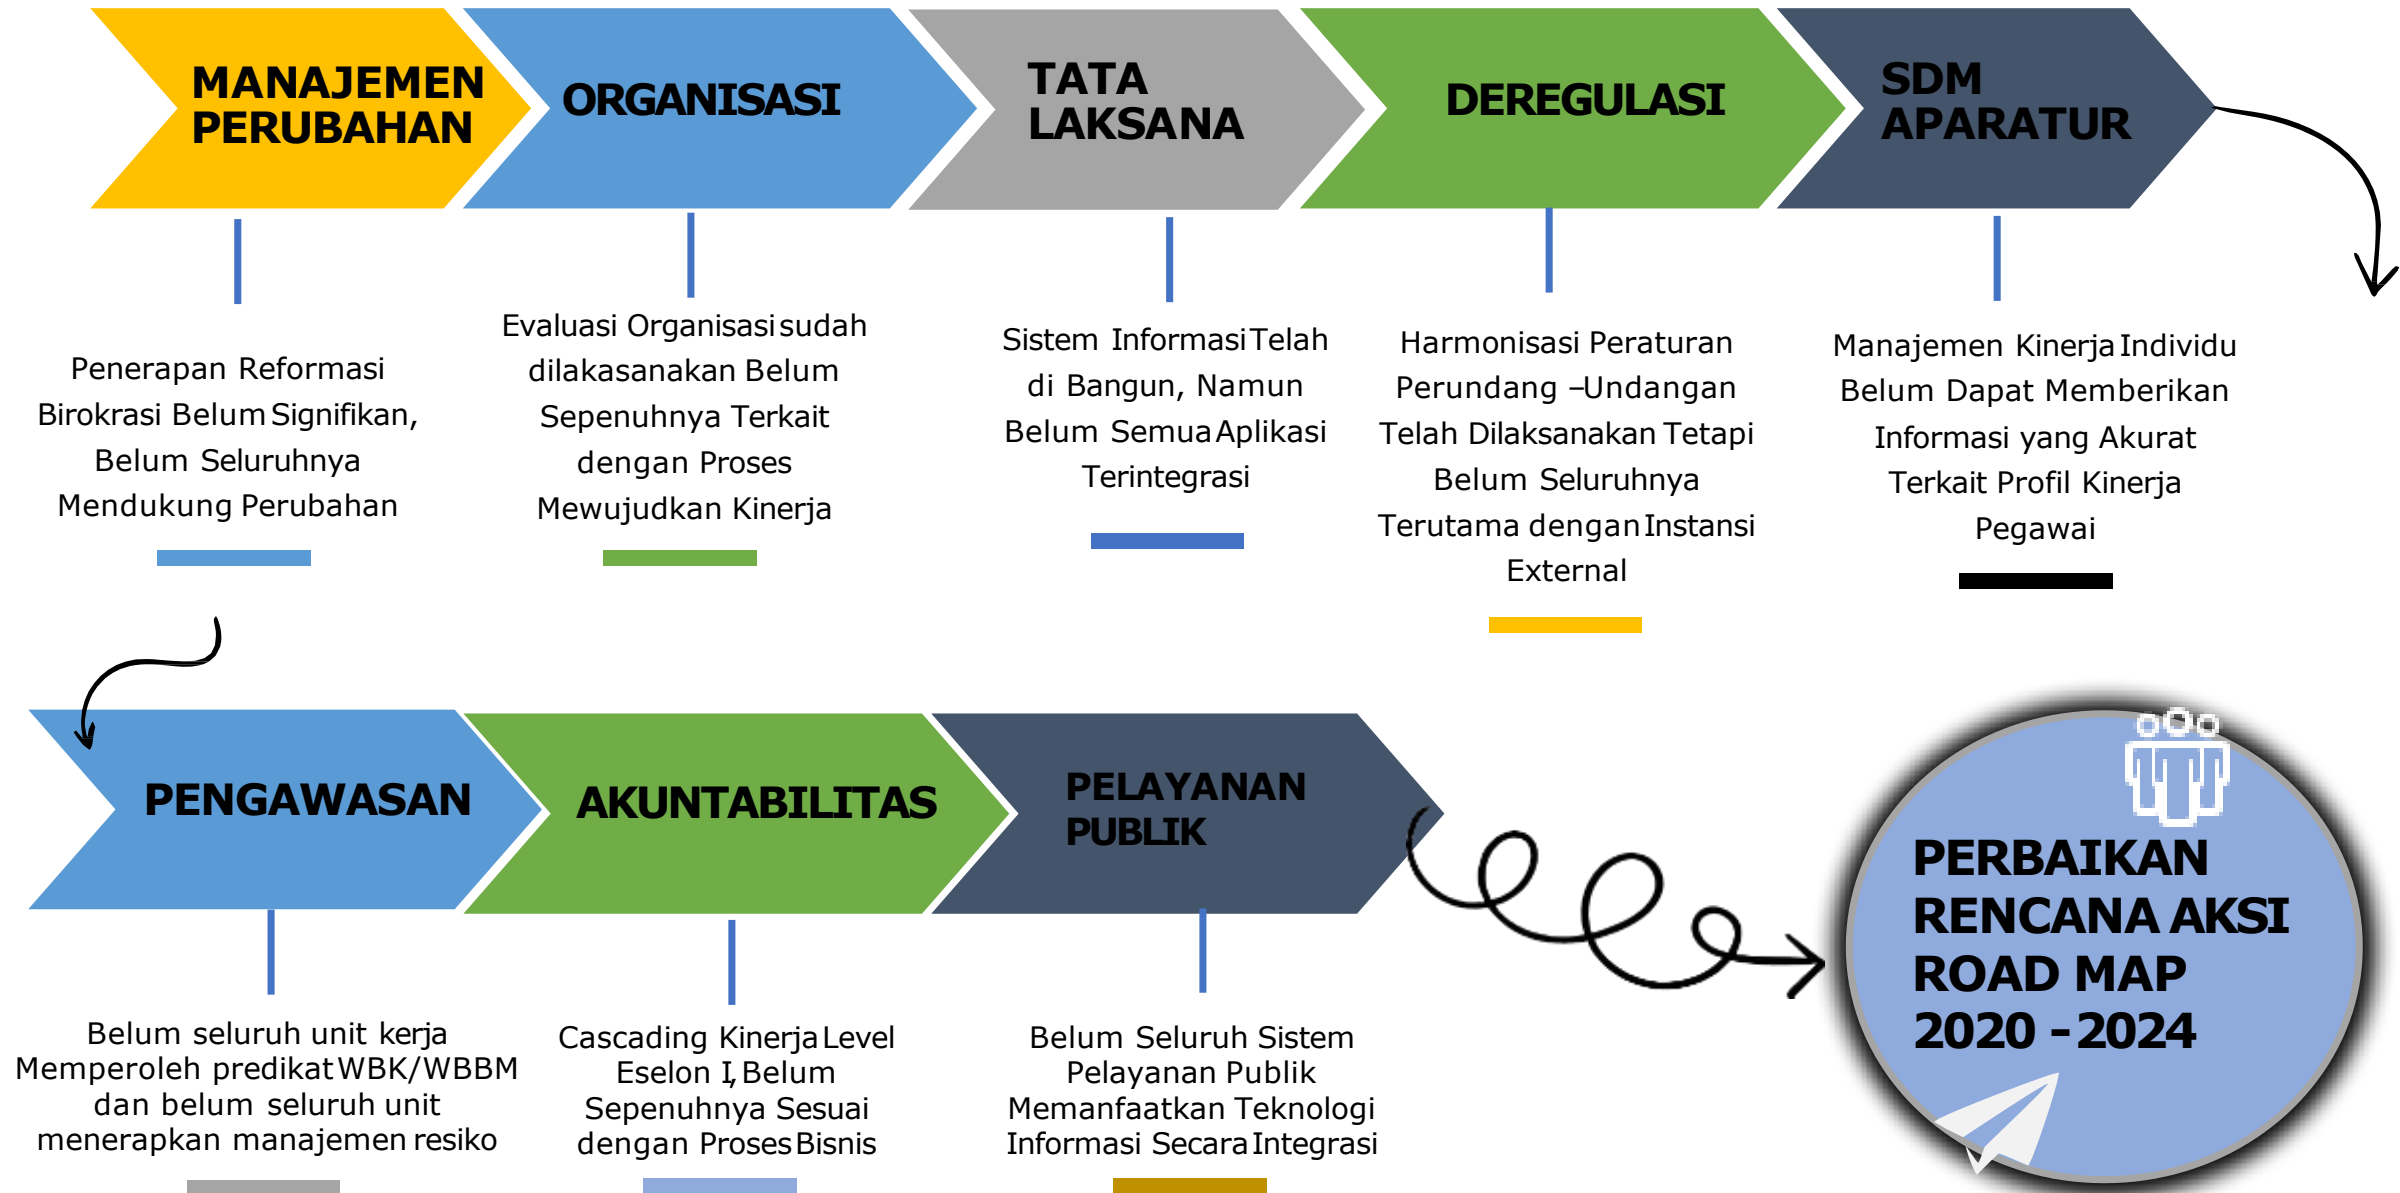 MANAJEMEN
PERUBAHAN
ORGANISASI
TATA
LAKSANA
DEREGULASI
SDM
APARATUR
Penerapan Reformasi
Birokrasi Belum Signifikan,
Belum Seluruhnya
Mendukung Perubahan
Evaluasi Organisasi sudah
dilakasanakan Belum
Sepenuhnya Terkait
dengan Proses
Mewujudkan Kinerja
Sistem Informasi Telah
di Bangun, Namun
Belum Semua Aplikasi
Terintegrasi
Harmonisasi Peraturan
Perundang –Undangan
Telah Dilaksanakan Tetapi
Belum Seluruhnya
Terutama dengan Instansi
External
Manajemen Kinerja Individu
Belum Dapat Memberikan
Informasi yang Akurat
Terkait Profil Kinerja
Pegawai
PENGAWASAN
AKUNTABILITAS
PELAYANAN
PUBLIK
Belum seluruh unit kerja
Memperoleh predikat WBK/WBBM
dan belum seluruh unit
menerapkan manajemen resiko
Cascading Kinerja Level
Eselon I, Belum
Sepenuhnya Sesuai
dengan Proses Bisnis
Belum Seluruh Sistem
Pelayanan Publik
Memanfaatkan Teknologi
Informasi Secara Integrasi
PERBAIKAN
RENCANA AKSI
ROAD MAP
2020 - 2024